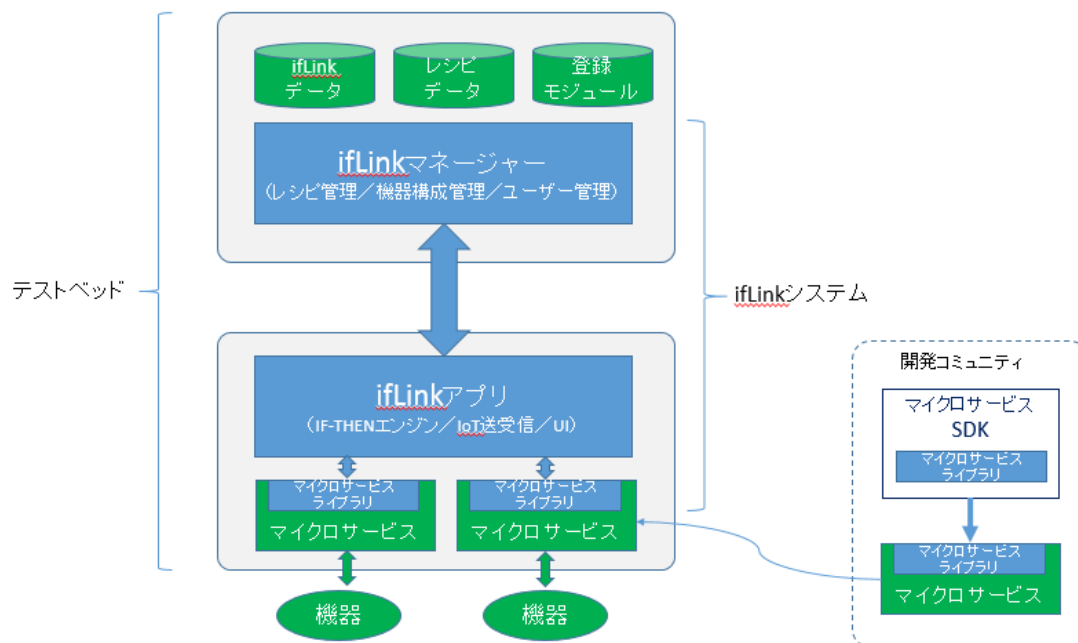 ifLink
データ
レシピ
データ
登録
モジュール
ifLinkマネージャー
(レシピ管理／機器構成管理／ユーザー管理)
テストベッド
ifLinkシステム
ifLinkアプリ
(IF-THENエンジン／IoT送受信／UI)
マイクロサービス
ライブラリ
マイクロサービス
マイクロサービス
ライブラリ
マイクロサービス
機器
機器
開発コミュニティ
マイクロサービス
SDK
マイクロサービス
ライブラリ
マイクロサービス
ライブラリ
マイクロサービス